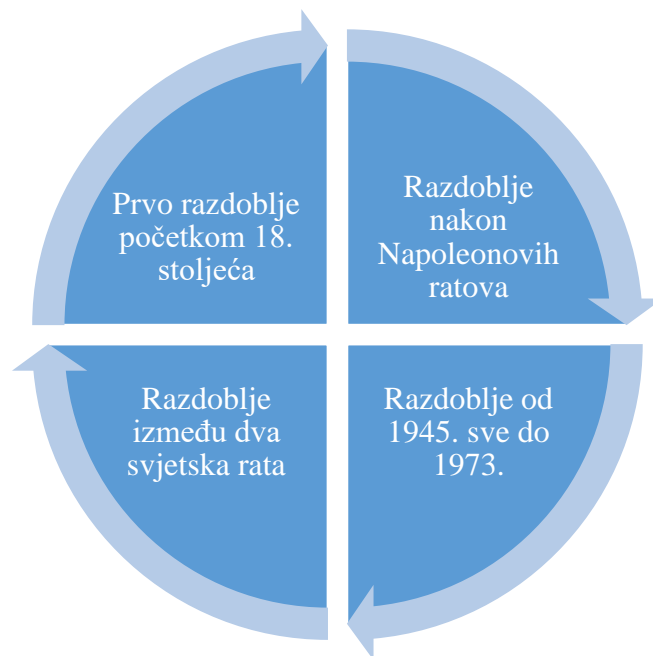 Prvo razdoblje
početkom 18.
stoljeća
Razdoblje
nakon
Napoleonovih
ratova
Razdoblje
između dva
svjetska rata
Razdoblje od
1945. sve do
1973.